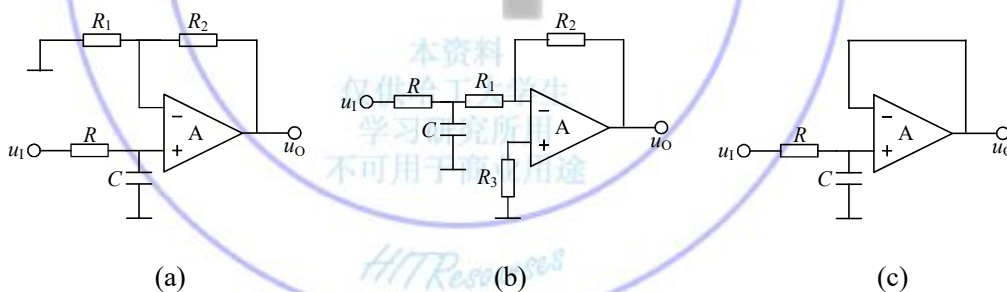 R₁ R₂
u_I R C − + A u_O
(a)
本资料
仅供哈工大学生
学习研究所用
不可用于商业用途
u_I R R₁ R₂ C R₃ − + A u_O
(b)
u_I R C − + A u_O
(c)
HITResources